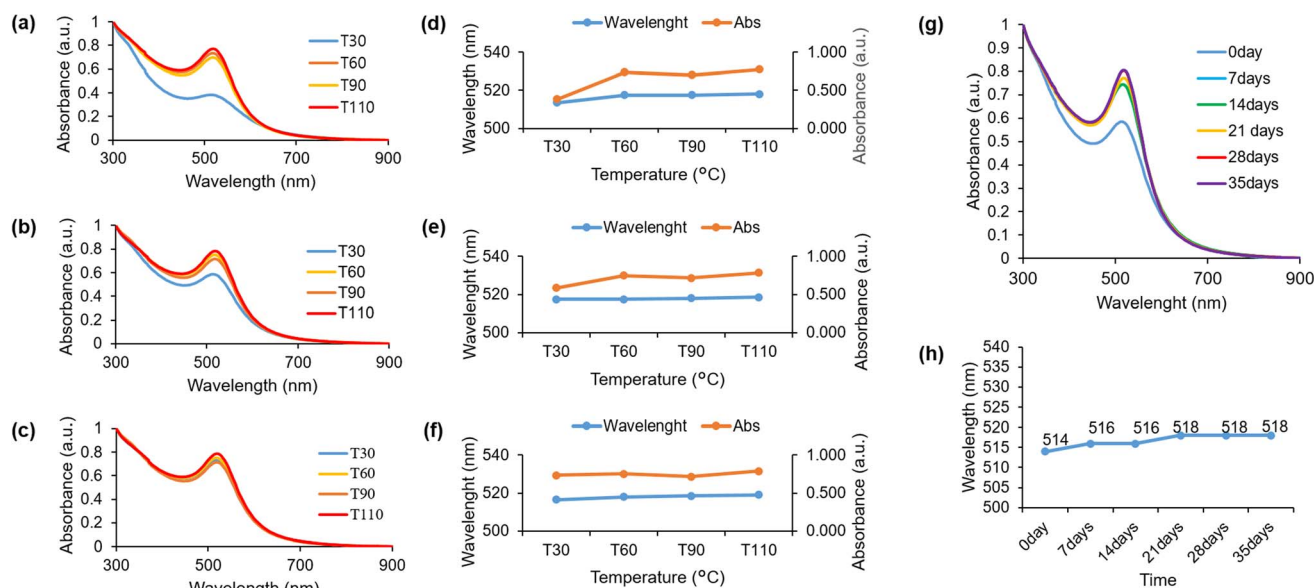 (a)
Absorbance (a.u.)
1
0.8
0.6
0.4
0.2
0
300
500
700
900
Wavelength (nm)
T30
T60
T90
T110
(b)
Absorbance (a.u.)
1
0.8
0.6
0.4
0.2
0
300
500
700
900
Wavelength (nm)
T30
T60
T90
T110
(c)
Absorbance (a.u.)
1
0.8
0.6
0.4
0.2
0
300
500
700
900
Wavelength (nm)
T30
T60
T90
T110
(d)
Wavelenght
Abs
Wavelength (nm)
540
520
500
1.000
0.500
0.000
Absorbance (a.u.)
T30
T60
T90
T110
Temperature (°C)
(e)
Wavelenght
Abs
Wavelenght (nm)
540
520
500
1.000
0.500
0.000
Absorbance (a.u.)
T30
T60
T90
T110
Temperature (°C)
(f)
Wavelenght
Abs
Wavelenght (nm)
540
520
500
1.000
0.500
0.000
Absorbance (a.u.)
T30
T60
T90
T110
Temperature (°C)
(g)
Absorbance (a.u.)
1
0.9
0.8
0.7
0.6
0.5
0.4
0.3
0.2
0.1
0
300
500
700
900
Wavelenght (nm)
0day
7days
14days
21 days
28days
35days
(h)
Wavelength (nm)
540
535
530
525
520
515
510
505
500
514
516
516
518
518
518
0day
7days
14days
21days
28days
35days
Time